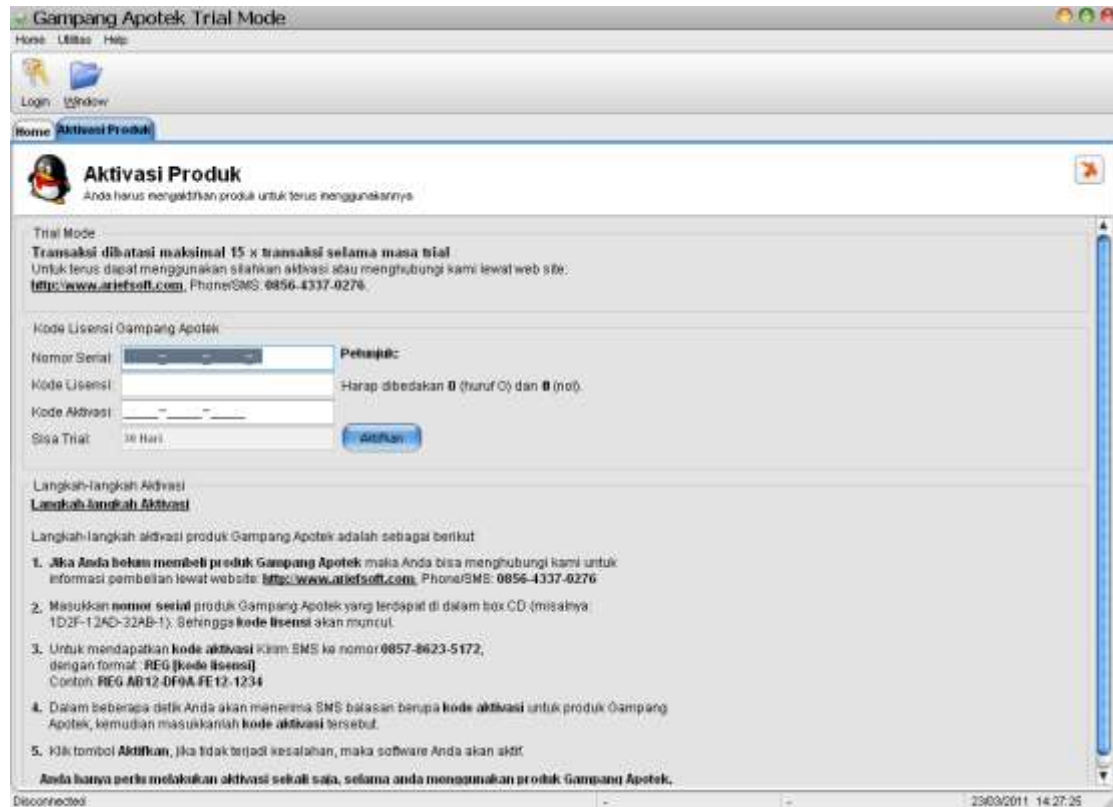 Gampang Apotek Trial Mode
Home Utilitas Help
Login Window
Home Aktivasi Produk
Aktivasi Produk
Anda harus mengaktifkan produk untuk terus menggunakannya
Trial Mode
Transaksi dibatasi maksimal 15 x transaksi selama masa trial
Untuk terus dapat menggunakan silahkan aktivasi atau menghubungi kami lewat web site:
http://www.ariefsoft.com, Phone/SMS: 0856-4337-0276.
Kode Lisensi Gampang Apotek
Nomor Serial: Petunjuk:
Kode Lisensi: Harap dibedakan O (huruf O) dan 0 (nol).
Kode Aktivasi: ____-____-____
Sisa Trial: 30 Hari Aktifkan
Langkah-langkah Aktivasi
Langkah-langkah Aktivasi
Langkah-langkah aktivasi produk Gampang Apotek adalah sebagai berikut:
1. Jika Anda belum membeli produk Gampang Apotek maka Anda bisa menghubungi kami untuk
informasi pembelian lewat website: http://www.ariefsoft.com, Phone/SMS: 0856-4337-0276
2. Masukkan nomor serial produk Gampang Apotek yang terdapat di dalam box CD (misalnya:
1D2F-12AD-32AB-1). Sehingga kode lisensi akan muncul.
3. Untuk mendapatkan kode aktivasi Kirim SMS ke nomor 0857-8623-5172,
dengan format : REG [kode lisensi]
Contoh: REG AB12-DF9A-FE12-1234
4. Dalam beberapa detik Anda akan menerima SMS balasan berupa kode aktivasi untuk produk Gampang
Apotek, kemudian masukkanlah kode aktivasi tersebut.
5. Klik tombol Aktifkan, jika tidak terjadi kesalahan, maka software Anda akan aktif.
Anda hanya perlu melakukan aktivasi sekali saja, selama anda menggunakan produk Gampang Apotek.
Disconnected - - 23/03/2011 14:27:25